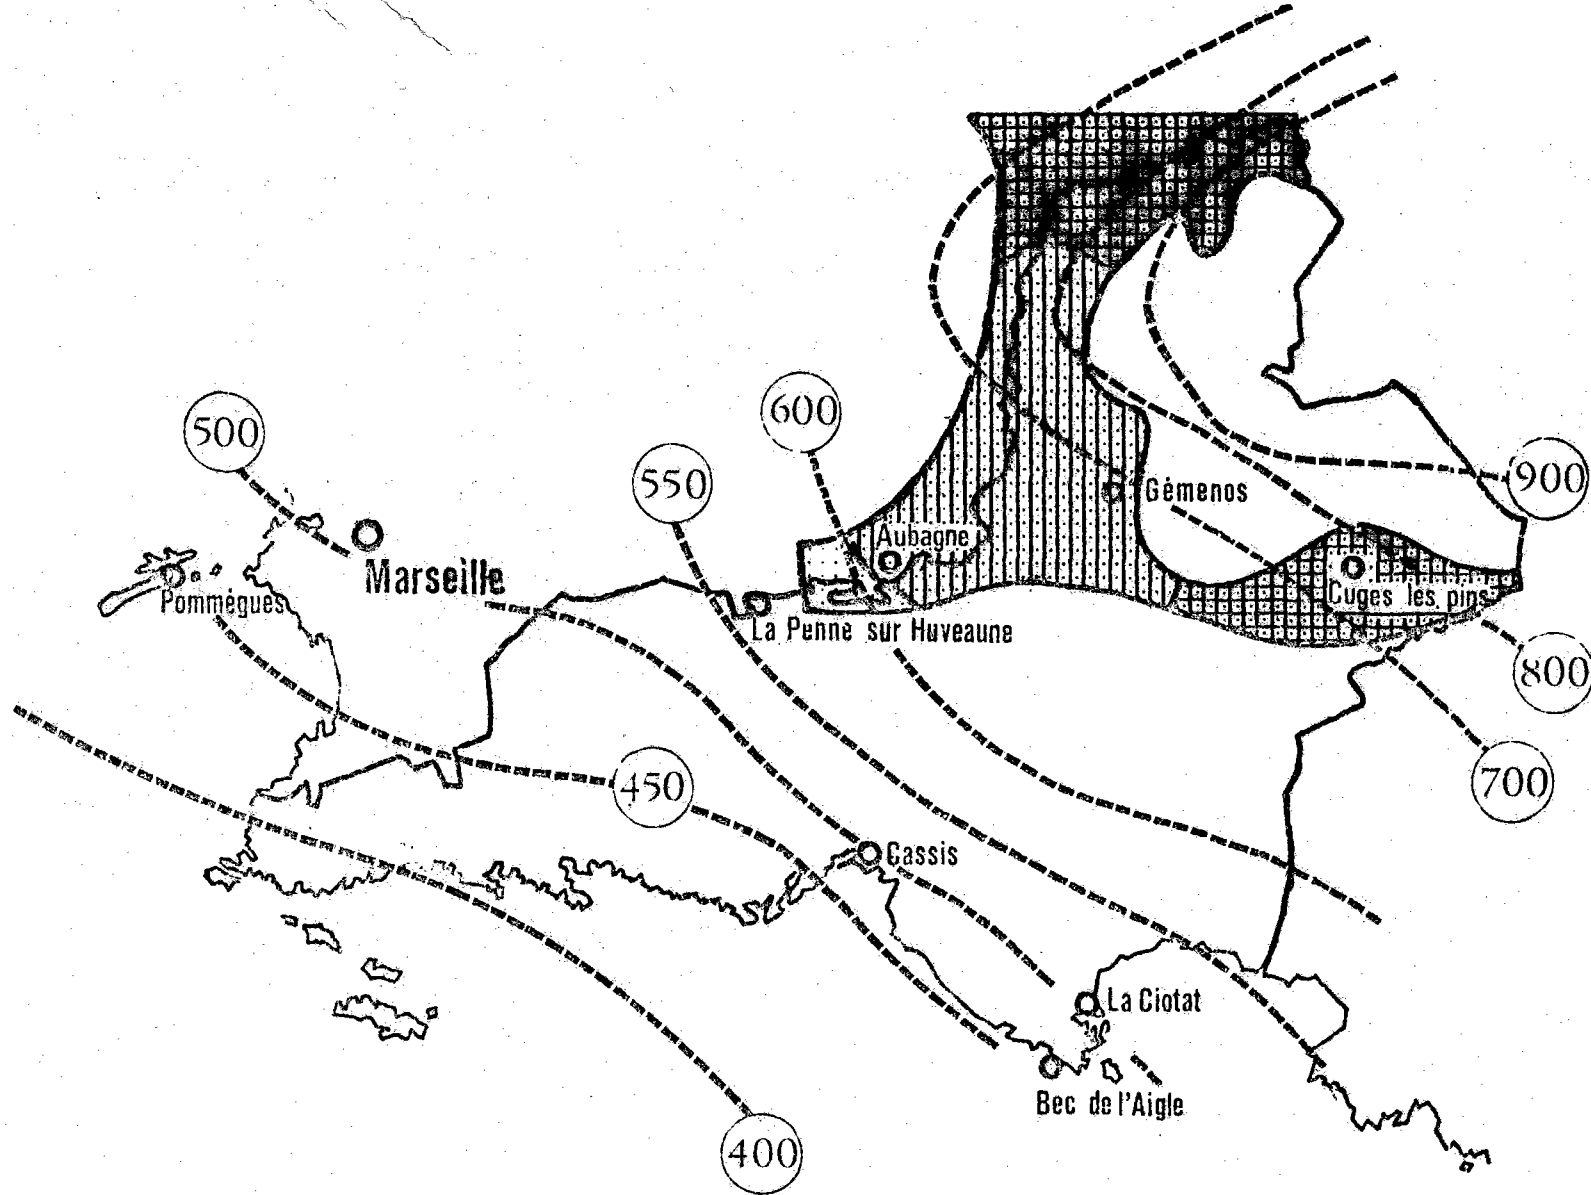 600
500
550
900
Gémenos
Aubagne
Marseille
Cuges les pins
Pommégues
La Penne sur Huveaune
800
700
450
Cassis
La Ciotat
Bec de l'Aigle
400